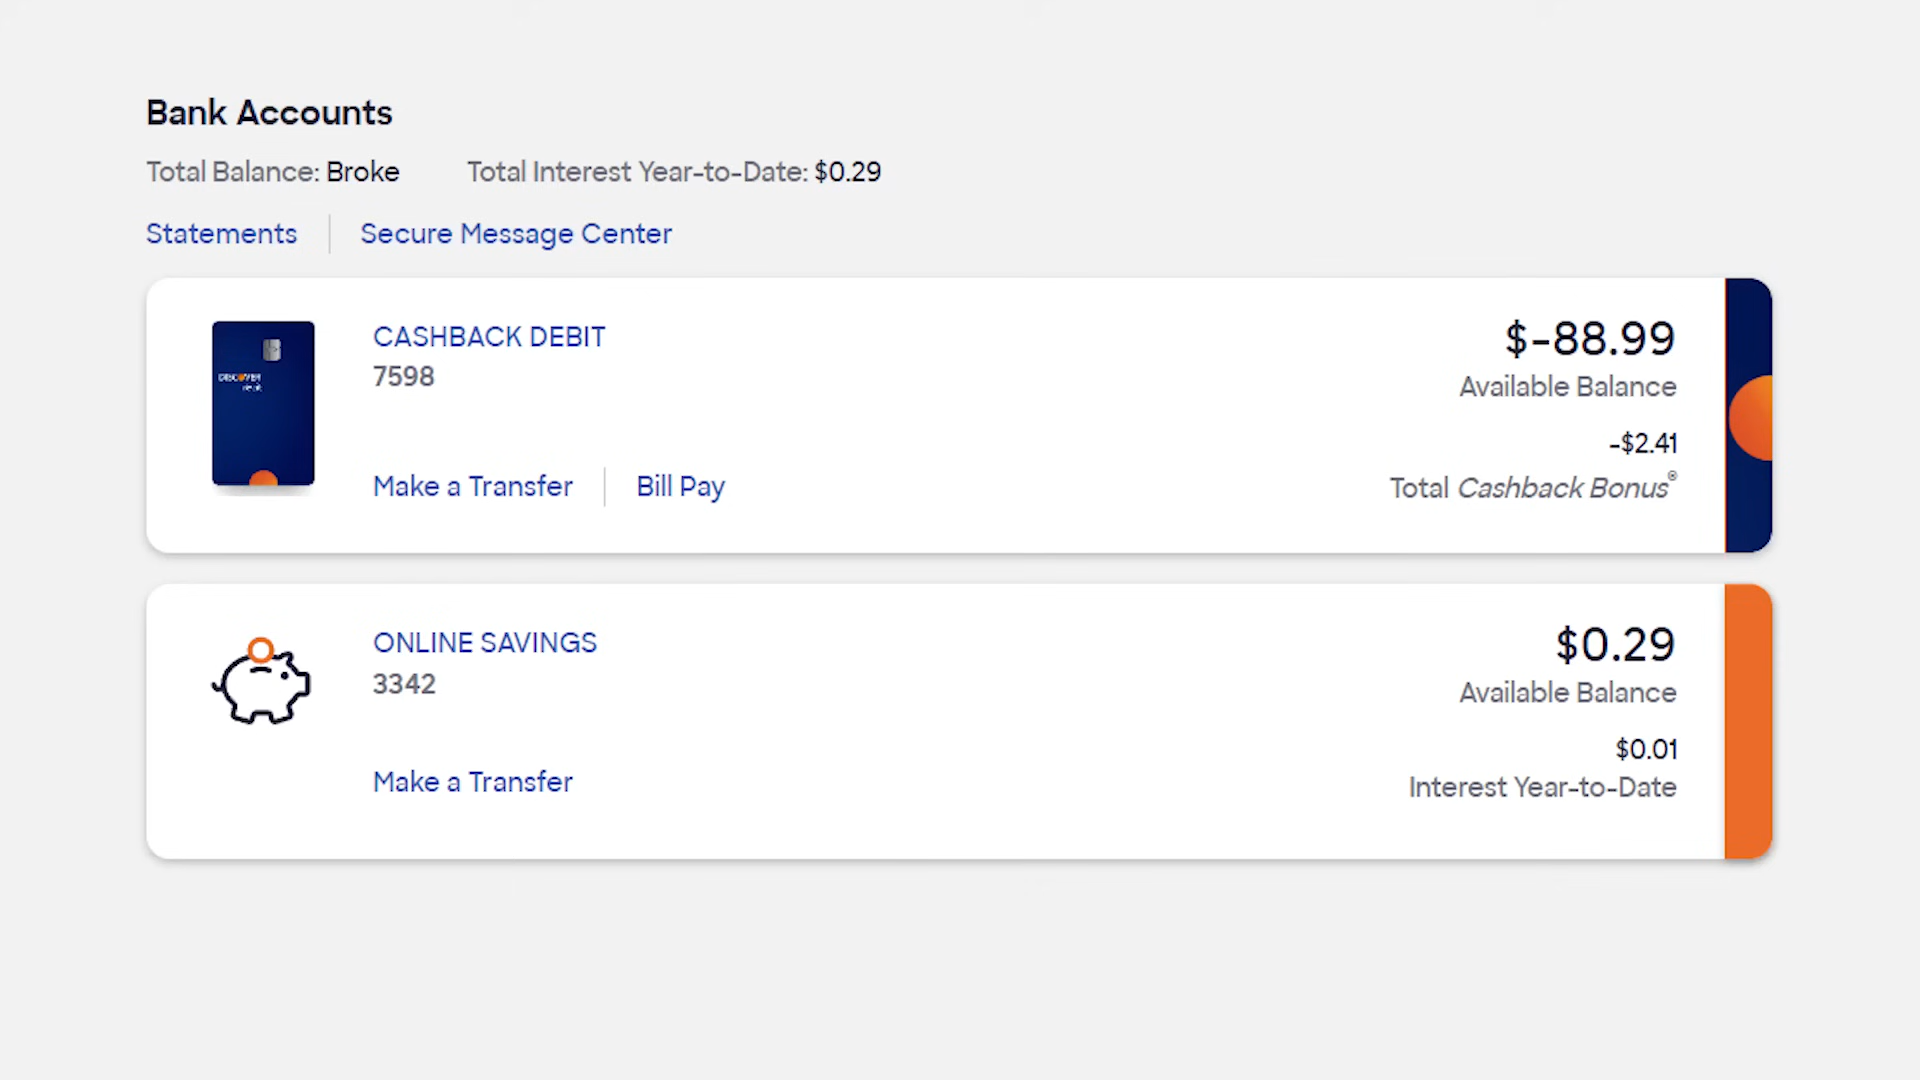 Bank Accounts
Total Balance: Broke Total Interest Year-to-Date: $0.29
Statements Secure Message Center
CASHBACK DEBIT
7598
DISCOVER
debit
Make a Transfer Bill Pay
$-88.99
Available Balance
-$2.41
Total Cashback Bonus®
ONLINE SAVINGS
3342
Make a Transfer
$0.29
Available Balance
$0.01
Interest Year-to-Date